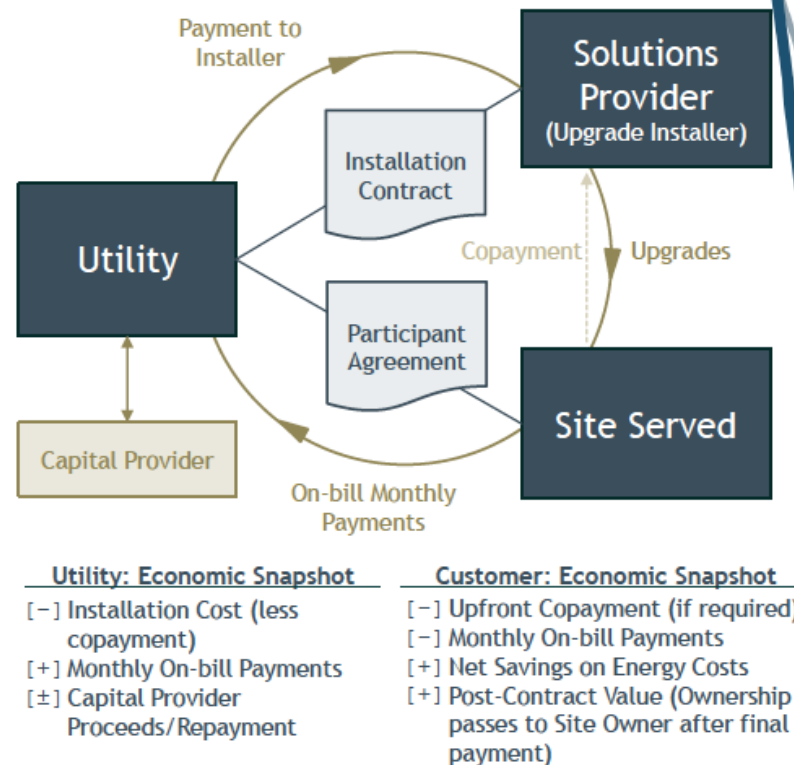 Payment to
Installer
Solutions
Provider
(Upgrade Installer)
Installation
Contract
Utility
Copayment
Upgrades
Participant
Agreement
Site Served
Capital Provider
On-bill Monthly
Payments
Utility: Economic Snapshot
[−] Installation Cost (less
copayment)
[+] Monthly On-bill Payments
[±] Capital Provider
Proceeds/Repayment
Customer: Economic Snapshot
[−] Upfront Copayment (if required)
[−] Monthly On-bill Payments
[+] Net Savings on Energy Costs
[+] Post-Contract Value (Ownership
passes to Site Owner after final
payment)